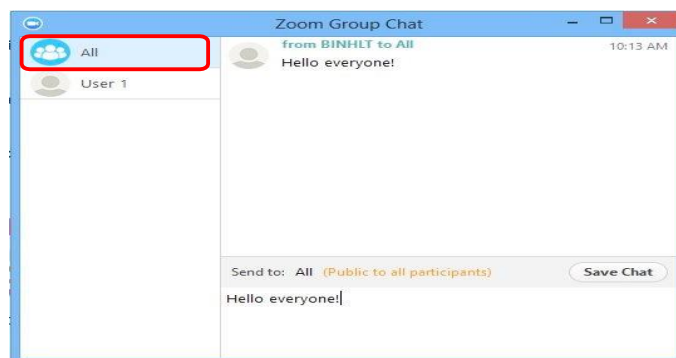 Zoom Group Chat
All
User 1
from BINHLT to All
10:13 AM
Hello everyone!
Send to: All (Public to all participants)
Save Chat
Hello everyone!